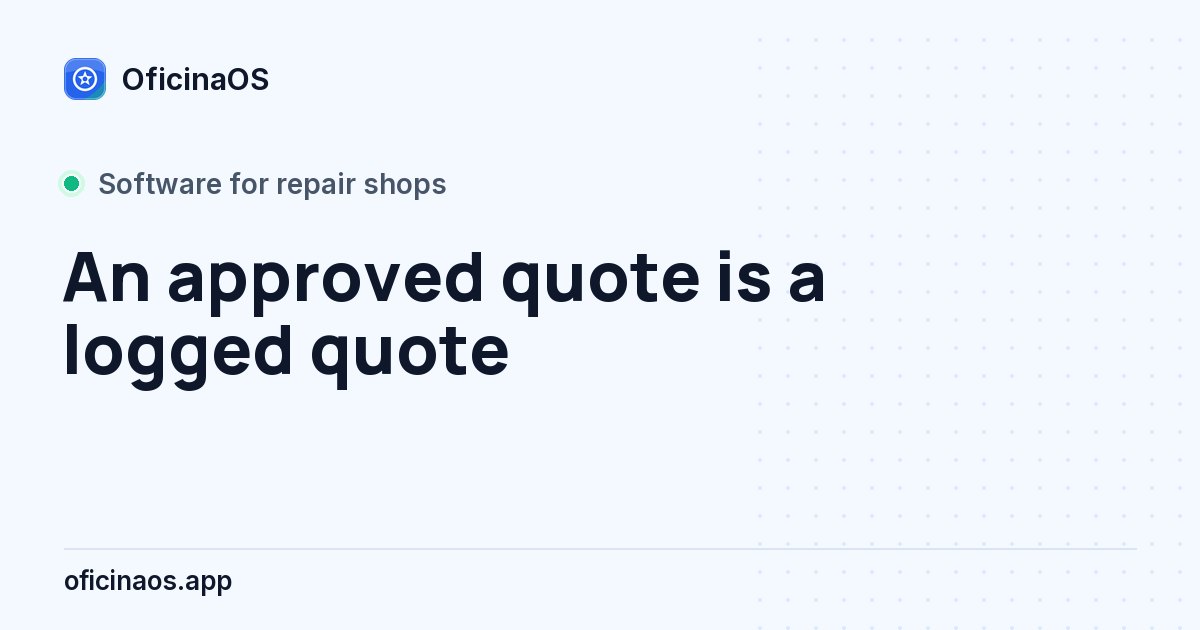 OficinaOS
Software for repair shops
An approved quote is a
logged quote
oficinaos.app